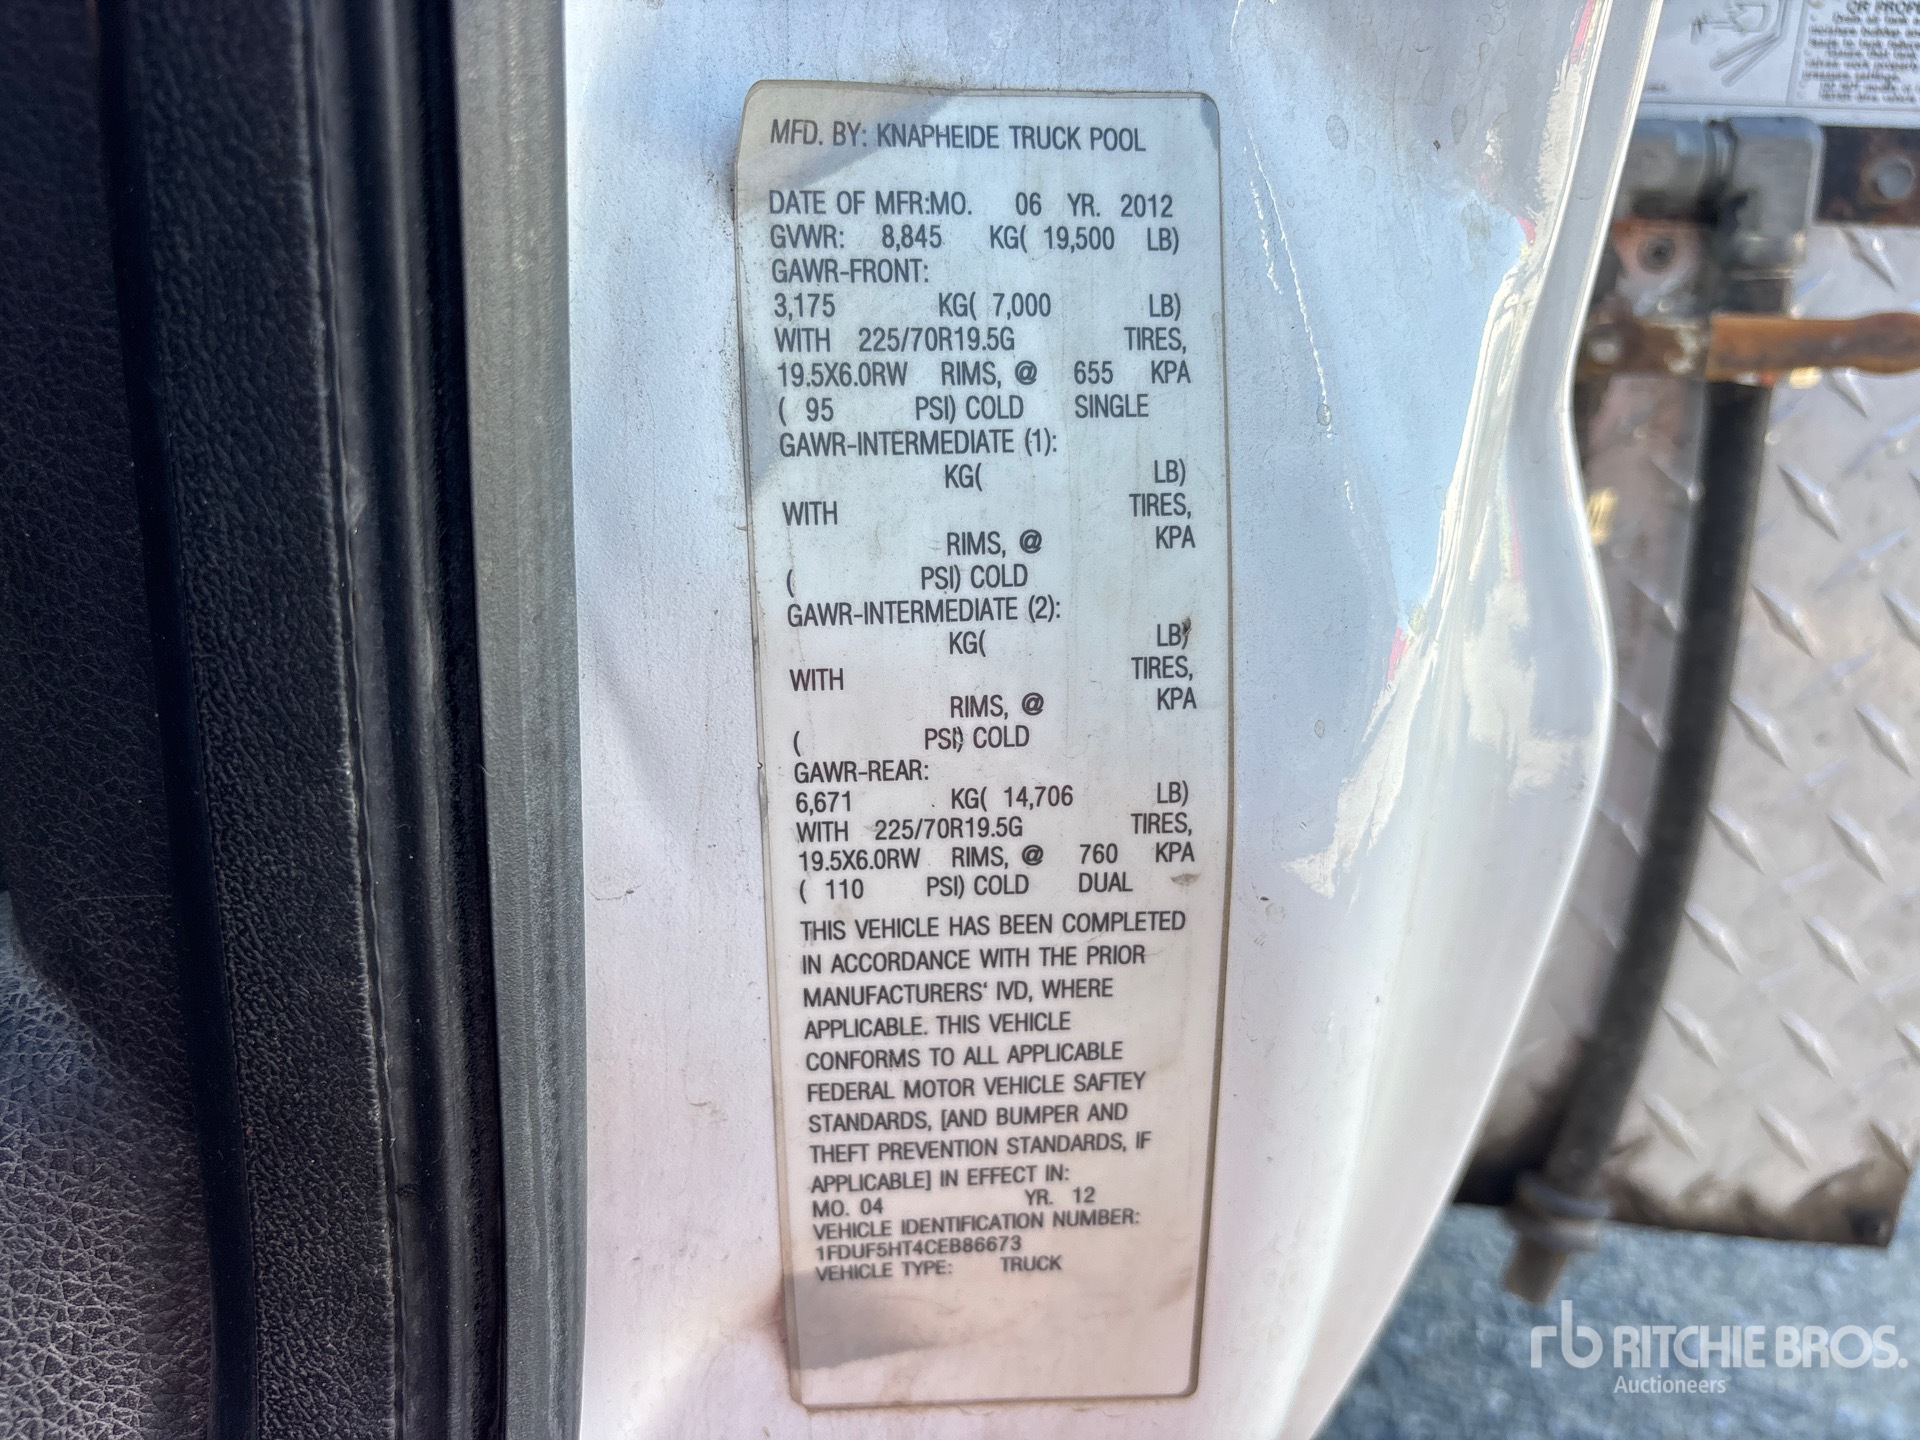 MFD. BY: KNAPHEIDE TRUCK POOL
DATE OF MFR:MO. 06 YR. 2012
GVWR: 8,845 KG( 19,500 LB)
GAWR-FRONT:
3,175 KG( 7,000 LB)
WITH 225/70R19.5G TIRES,
19.5X6.0RW RIMS, @ 655 KPA
( 95 PSI) COLD SINGLE
GAWR-INTERMEDIATE (1):
KG( LB)
WITH TIRES,
RIMS, @ KPA
( PSI) COLD
GAWR-INTERMEDIATE (2):
KG( LB)
WITH TIRES,
RIMS, @ KPA
( PSI) COLD
GAWR-REAR:
6,671 KG( 14,706 LB)
WITH 225/70R19.5G TIRES,
19.5X6.0RW RIMS, @ 760 KPA
( 110 PSI) COLD DUAL
THIS VEHICLE HAS BEEN COMPLETED
IN ACCORDANCE WITH THE PRIOR
MANUFACTURERS' IVD, WHERE
APPLICABLE. THIS VEHICLE
CONFORMS TO ALL APPLICABLE
FEDERAL MOTOR VEHICLE SAFTEY
STANDARDS, [AND BUMPER AND
THEFT PREVENTION STANDARDS, IF
APPLICABLE] IN EFFECT IN:
MO. 04 YR. 12
VEHICLE IDENTIFICATION NUMBER:
1FDUF5HT4CEB86673
VEHICLE TYPE: TRUCK
OR PROPE
rb RITCHIE BROS.
Auctioneers